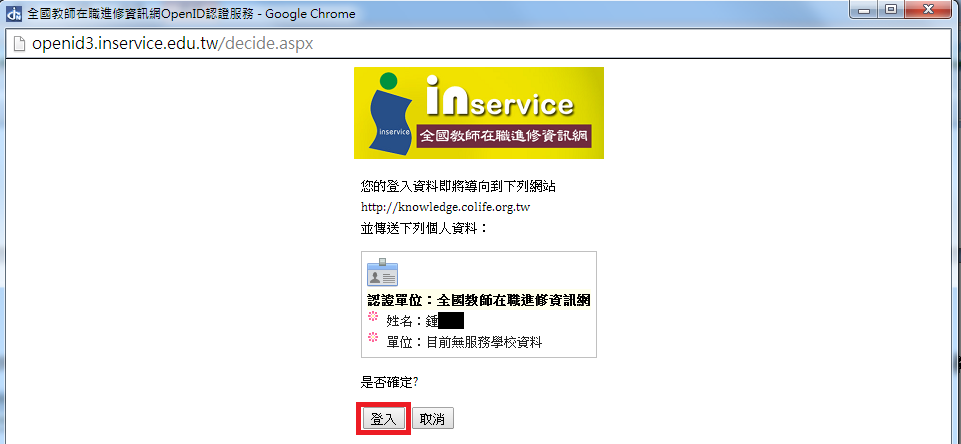 全國教師在職進修資訊網OpenID認證服務 - Google Chrome
openid3.inservice.edu.tw/decide.aspx
inservice
inservice
全國教師在職進修資訊網
您的登入資料即將導向到下列網站
http://knowledge.colife.org.tw
並傳送下列個人資料：
認證單位：全國教師在職進修資訊網
姓名：鍾
單位：目前無服務學校資料
是否確定?
登入 取消